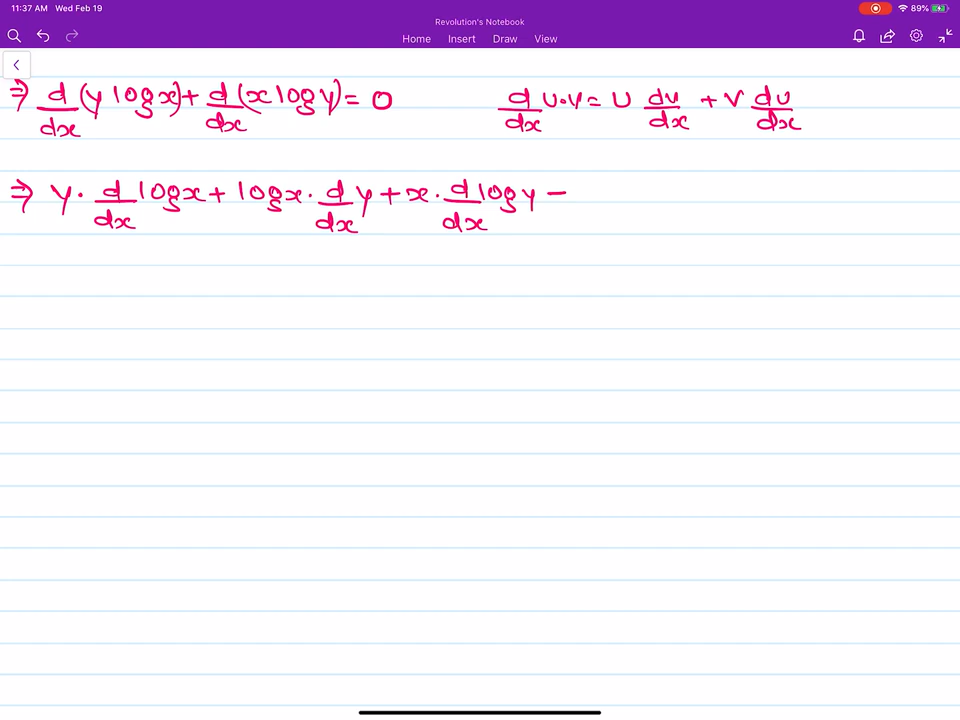 11:37 AM Wed Feb 19
89%
Revolution's Notebook
Home Insert Draw View
⇒ d/dx (y log x) + d/dx (x log y) = 0
d/dx u·v = u dv/dx + v du/dx
⇒ y · d/dx log x + log x · d/dx y + x · d/dx log y –